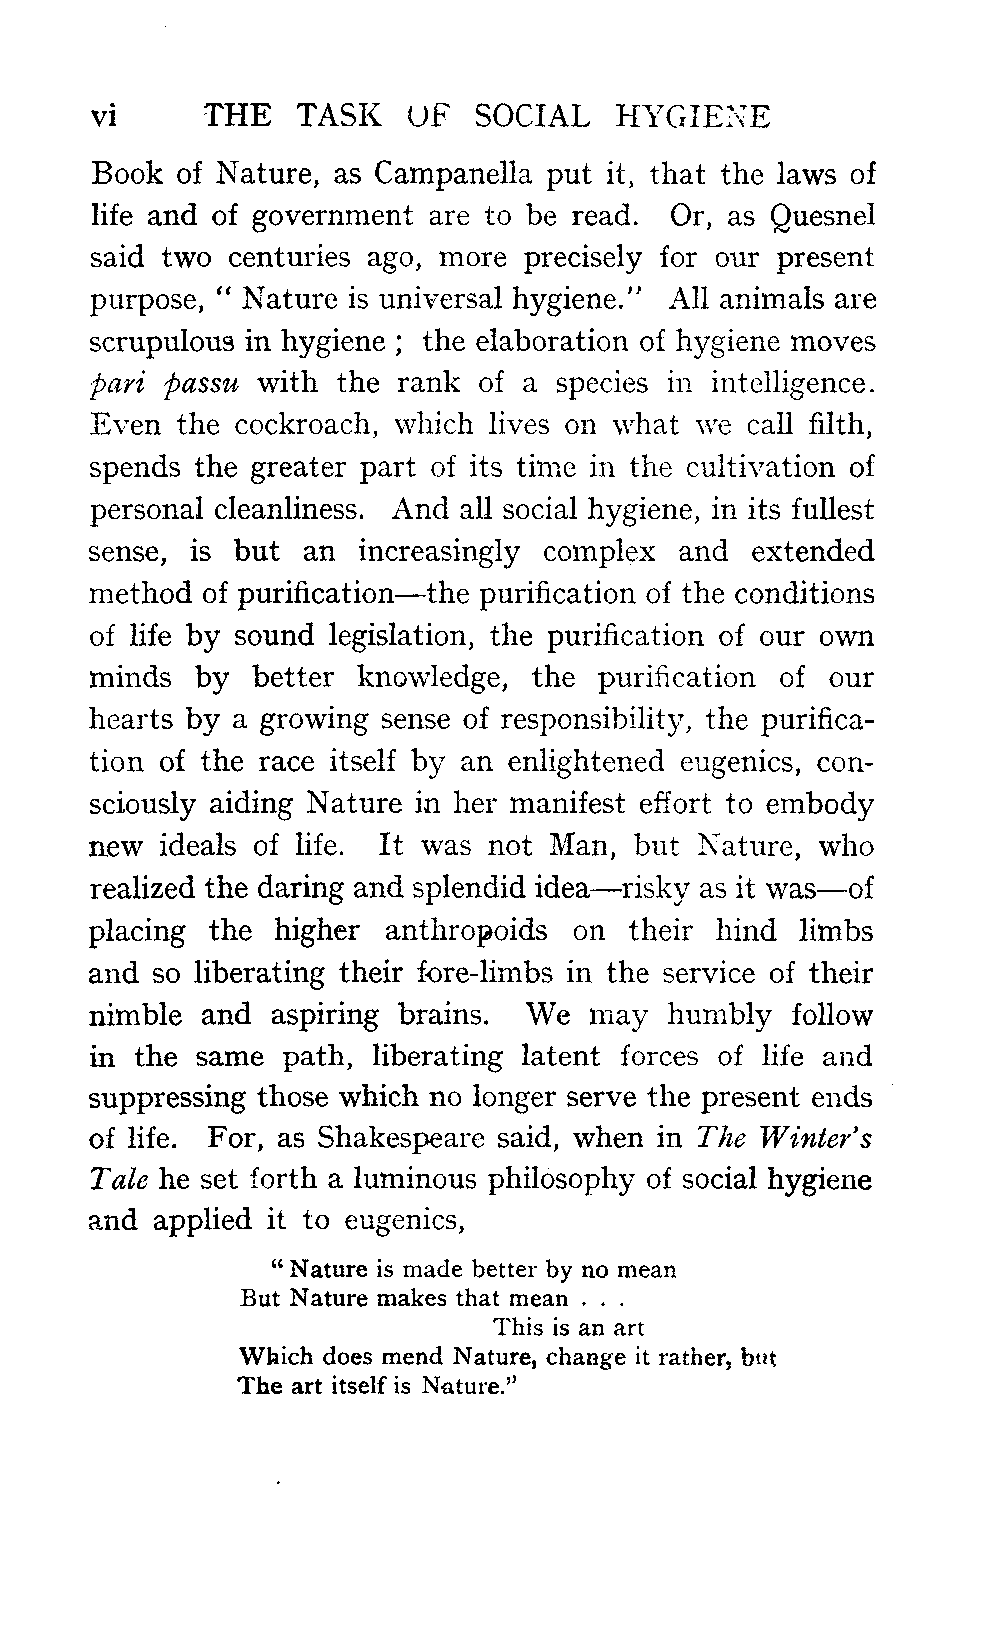 vi THE TASK OF SOCIAL HYGIENE
Book of Nature, as Campanella put it, that the laws of
life and of government are to be read. Or, as Quesnel
said two centuries ago, more precisely for our present
purpose, “ Nature is universal hygiene.” All animals are
scrupulous in hygiene ; the elaboration of hygiene moves
pari passu with the rank of a species in intelligence.
Even the cockroach, which lives on what we call filth,
spends the greater part of its time in the cultivation of
personal cleanliness. And all social hygiene, in its fullest
sense, is but an increasingly complex and extended
method of purification—the purification of the conditions
of life by sound legislation, the purification of our own
minds by better knowledge, the purification of our
hearts by a growing sense of responsibility, the purifica-
tion of the race itself by an enlightened eugenics, con-
sciously aiding Nature in her manifest effort to embody
new ideals of life. It was not Man, but Nature, who
realized the daring and splendid idea—risky as it was—of
placing the higher anthropoids on their hind limbs
and so liberating their fore-limbs in the service of their
nimble and aspiring brains. We may humbly follow
in the same path, liberating latent forces of life and
suppressing those which no longer serve the present ends
of life. For, as Shakespeare said, when in The Winter’s
Tale he set forth a luminous philosophy of social hygiene
and applied it to eugenics,
“ Nature is made better by no mean
But Nature makes that mean . . .
This is an art
Which does mend Nature, change it rather, but
The art itself is Nature.”